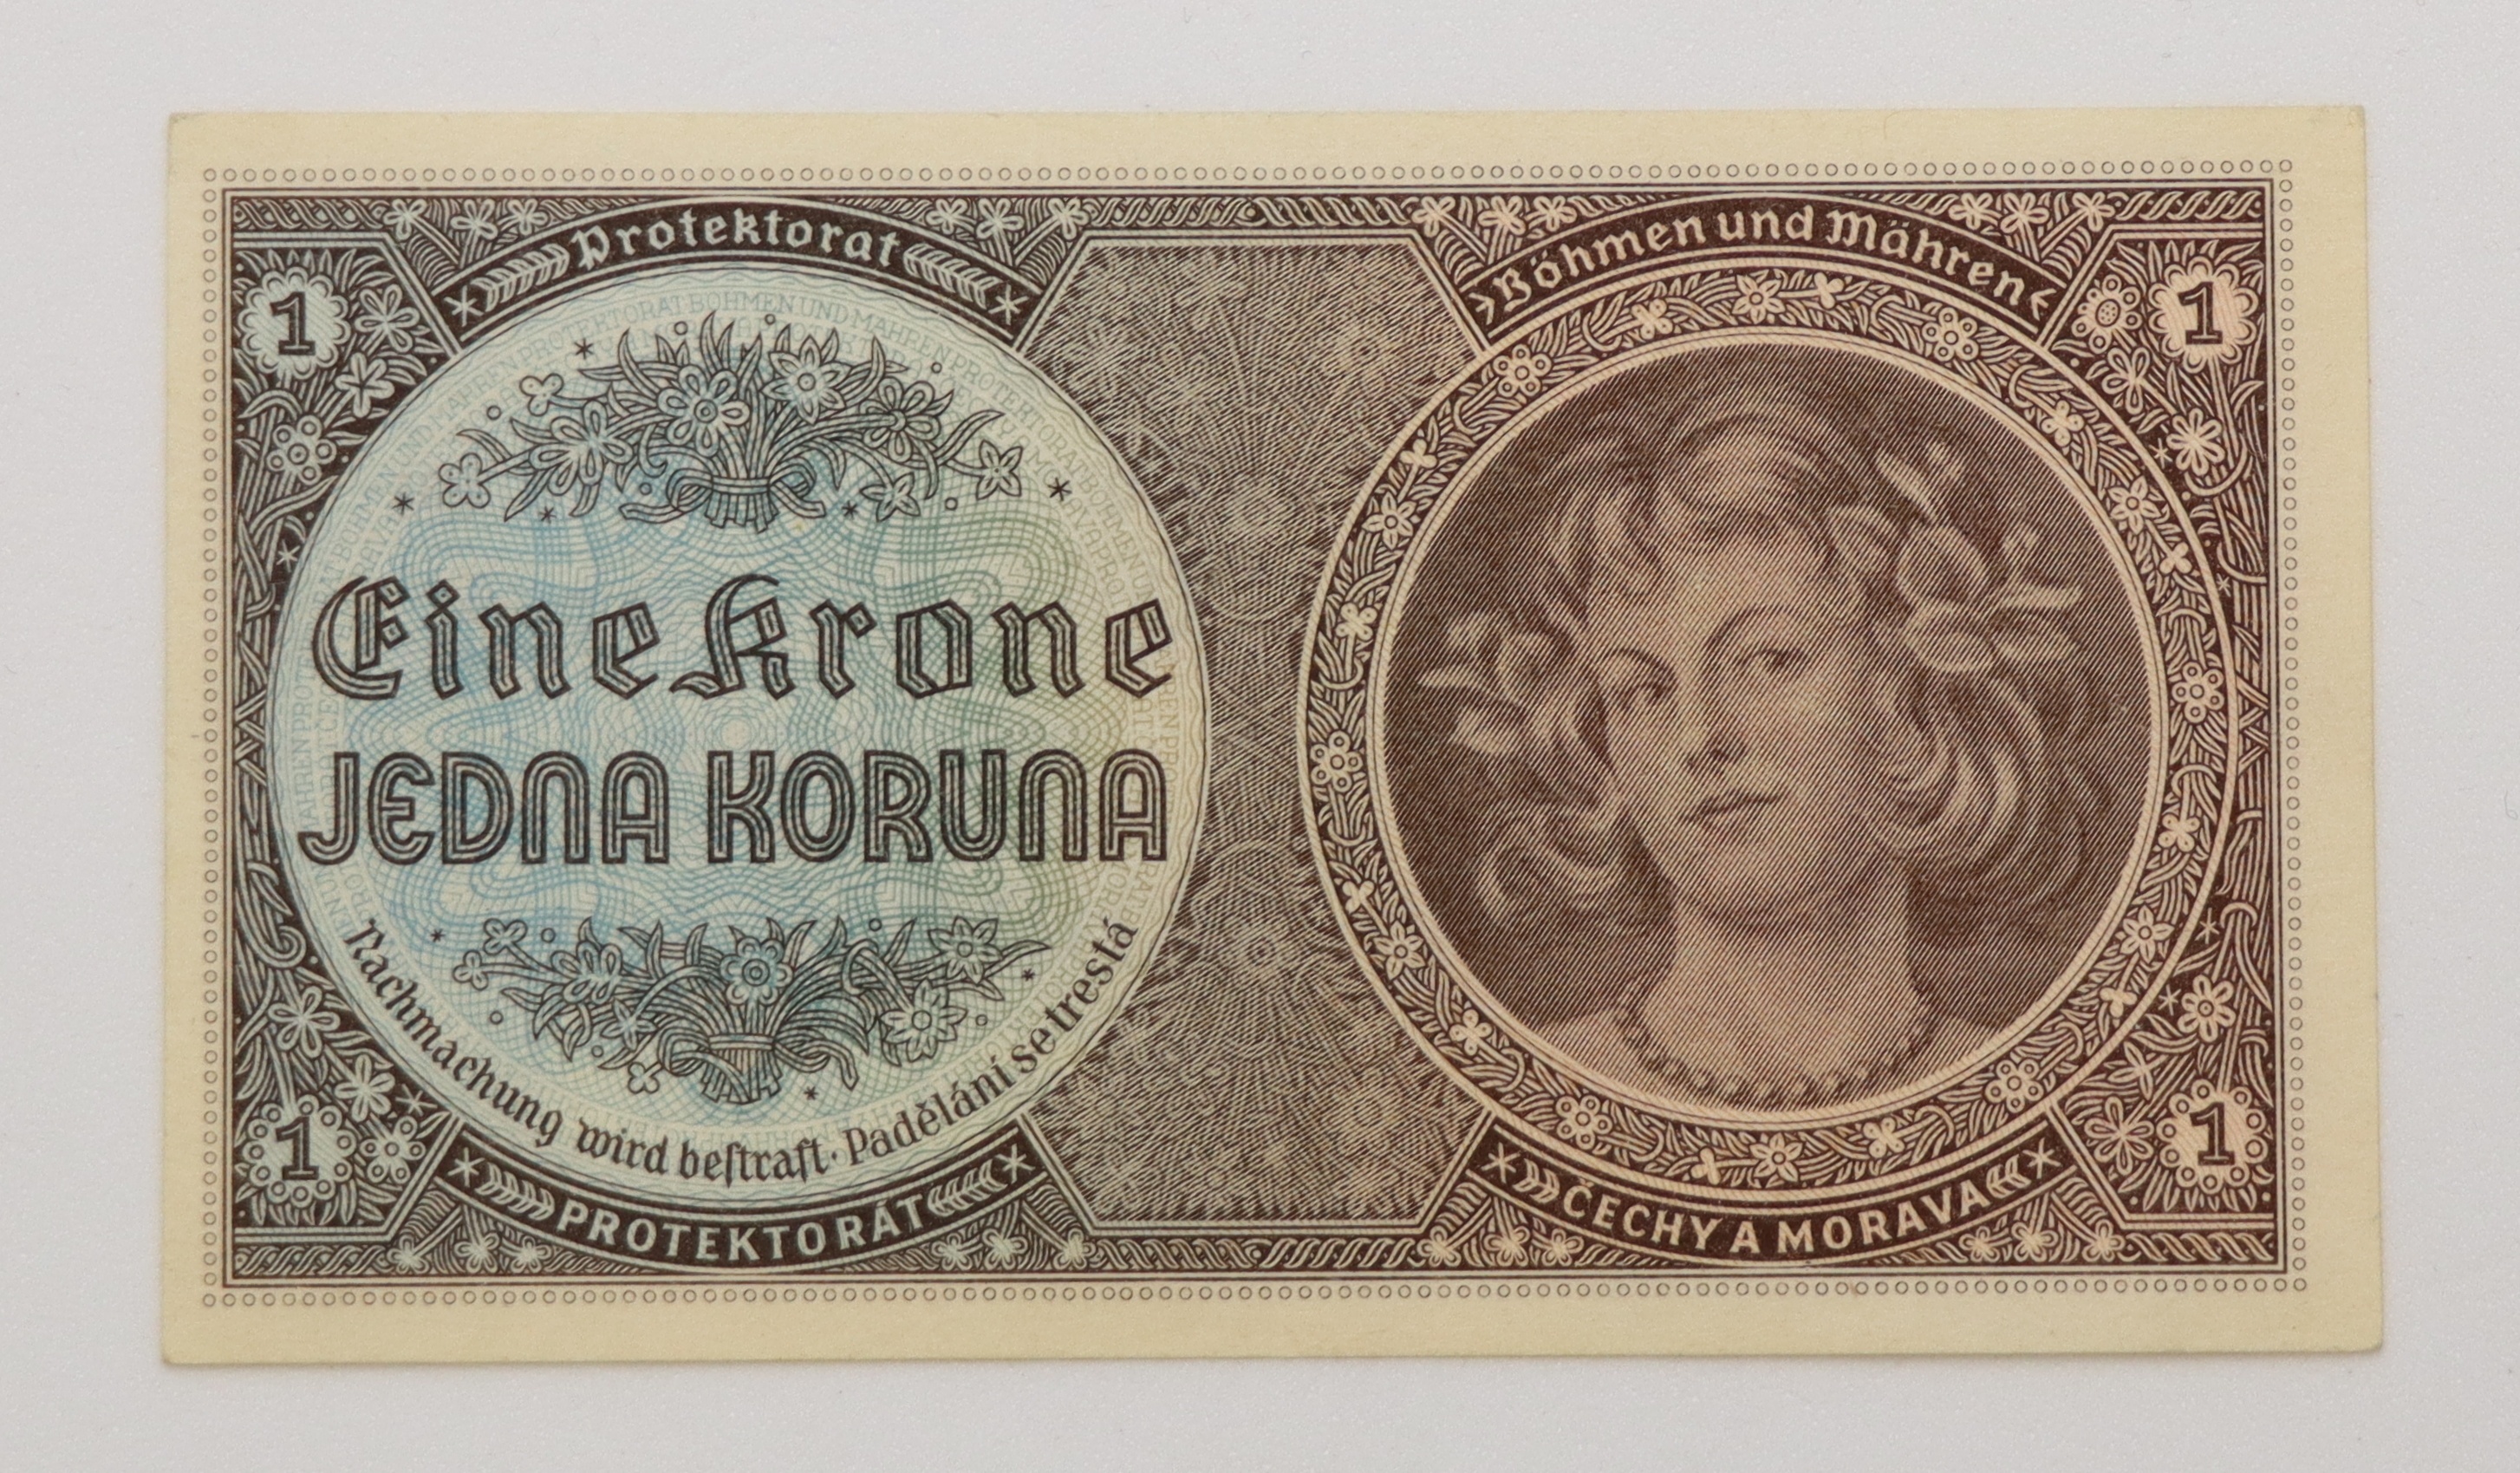 Protektorat
Böhmen und Mähren
1
1
Eine Krone
JEDNA KORUNA
Nachmachung wird bestraft · Padělání se trestá
1
1
PROTEKTORÁT
ČECHY A MORAVA